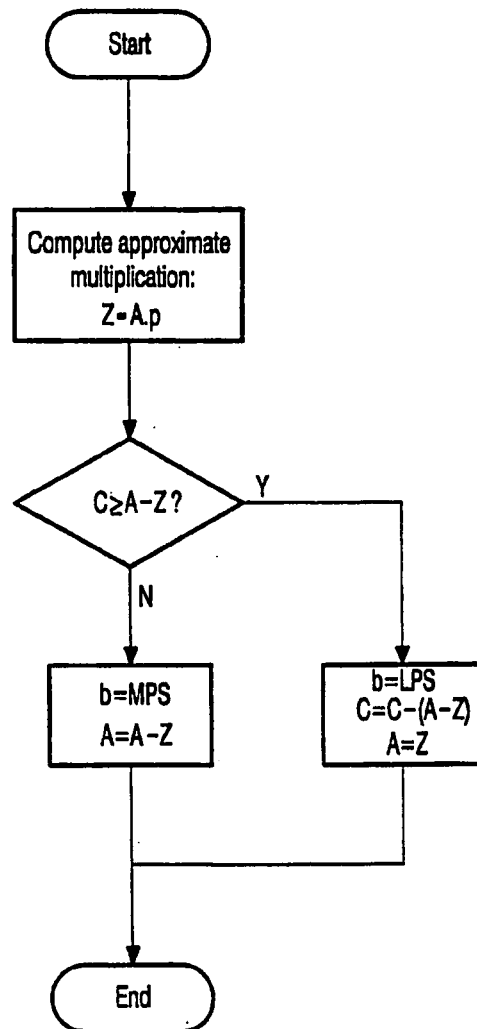 Start
Compute approximate
multiplication:
Z=A.p
C≥A-Z?
Y
N
b=MPS
A=A-Z
b=LPS
C=C-(A-Z)
A=Z
End